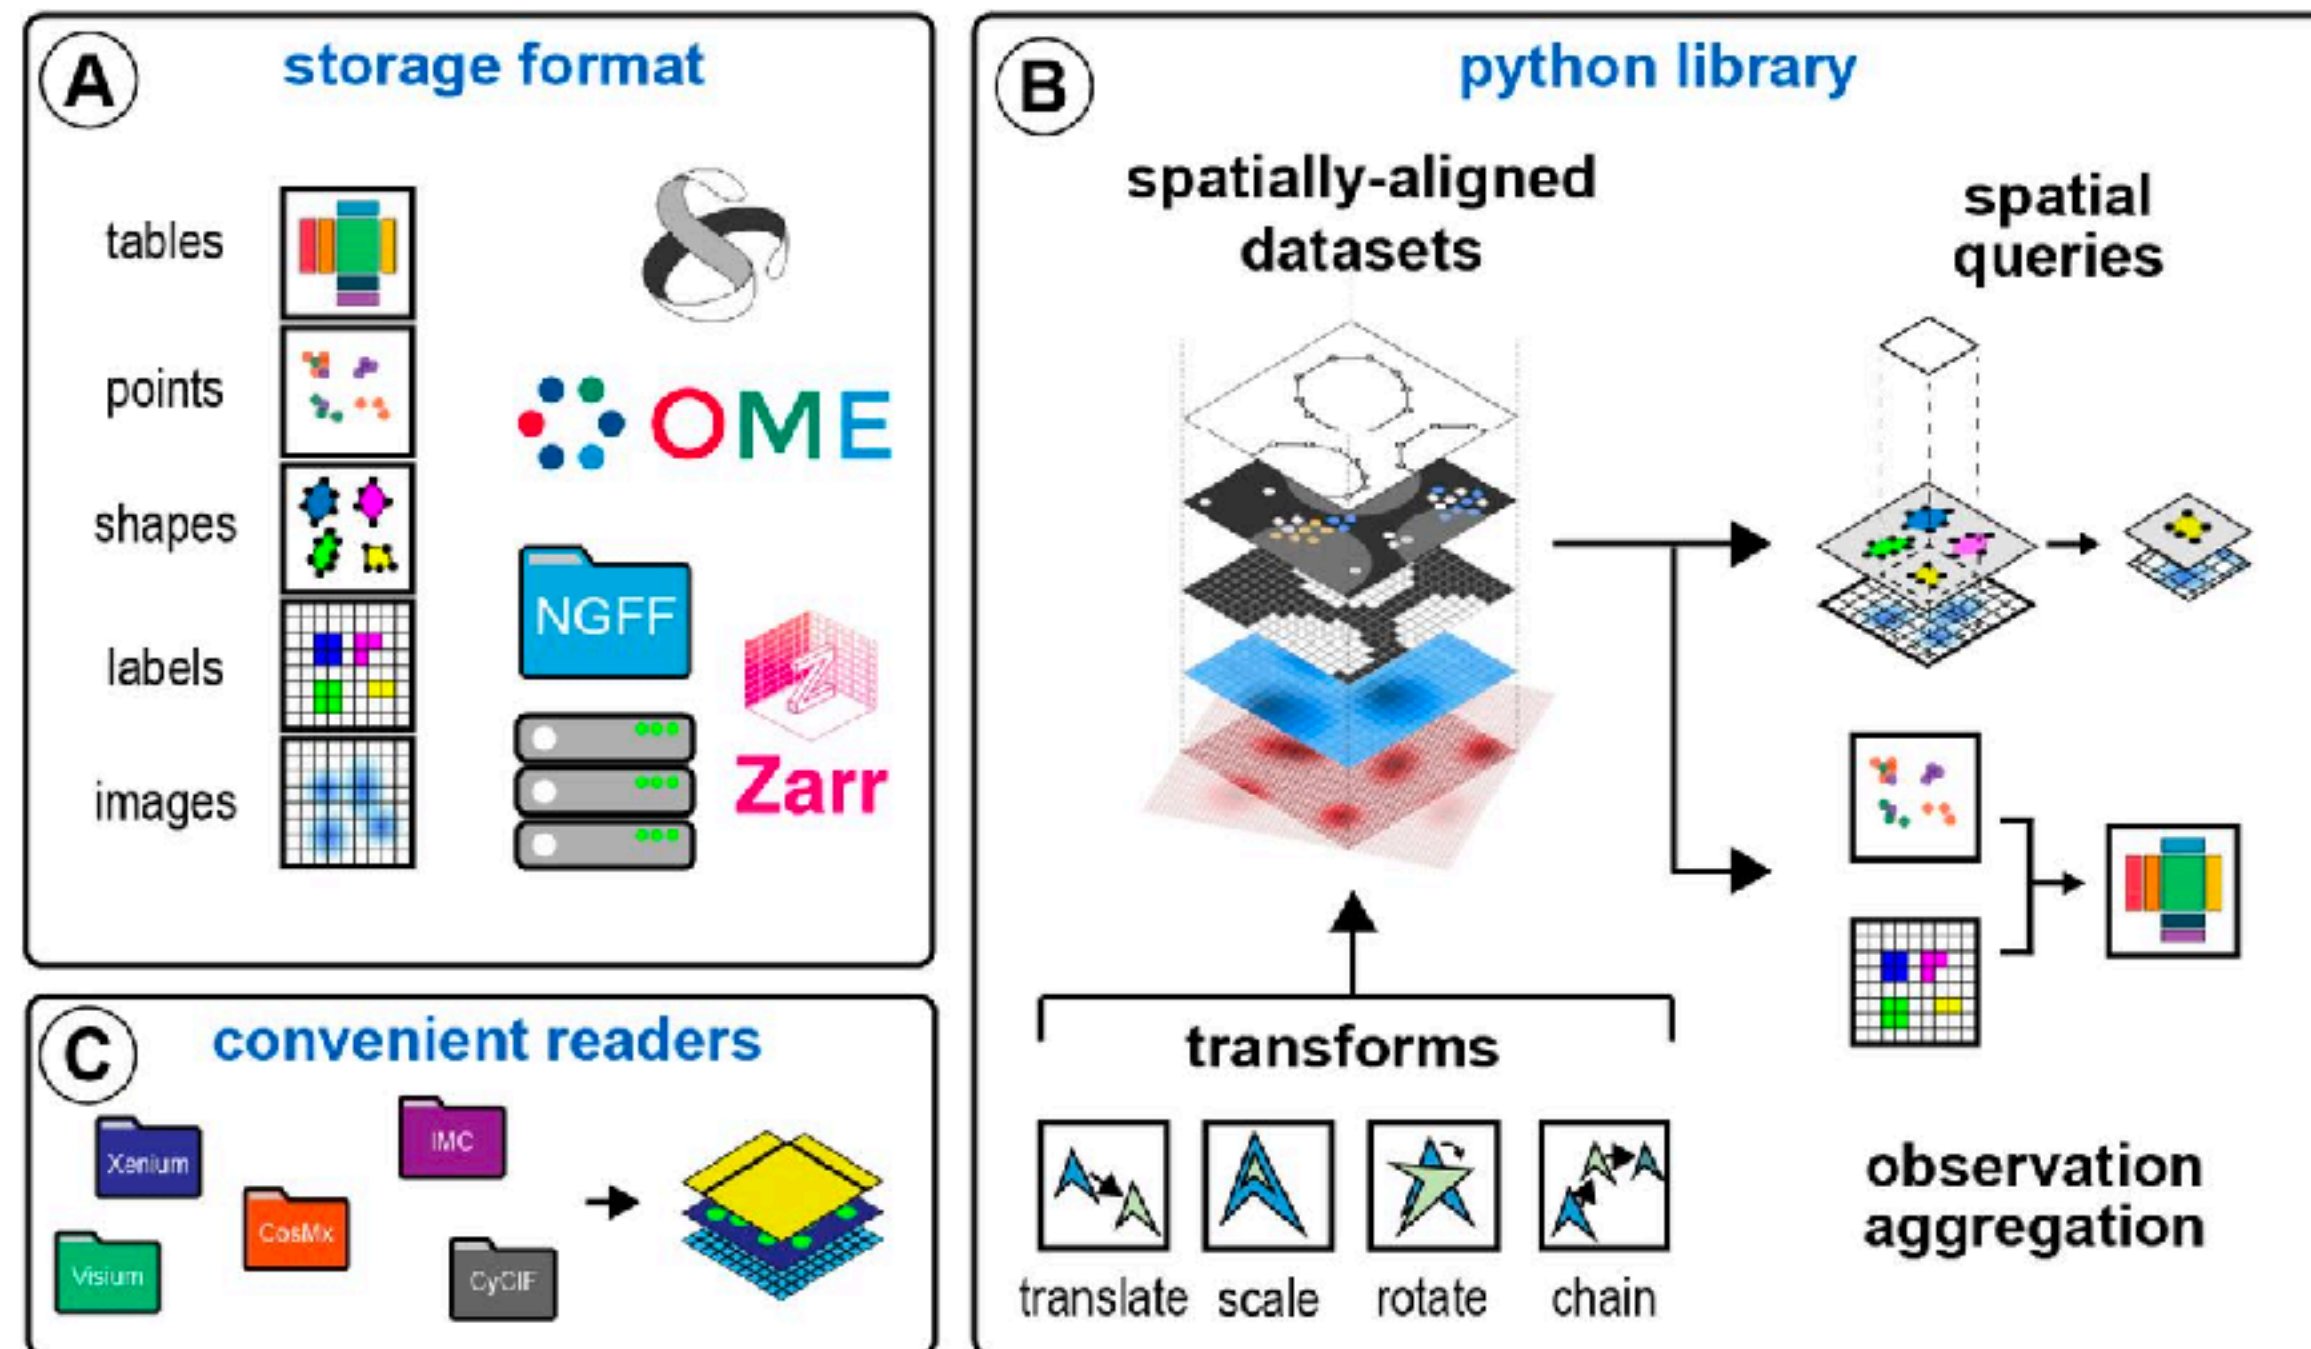 A
storage format
tables
points
shapes
labels
images
OME
NGFF
Z
Zarr
B
python library
spatially-aligned
datasets
spatial
queries
transforms
translate
scale
rotate
chain
observation
aggregation
C
convenient readers
Xenium
IMC
CosMx
Visium
CyCIF